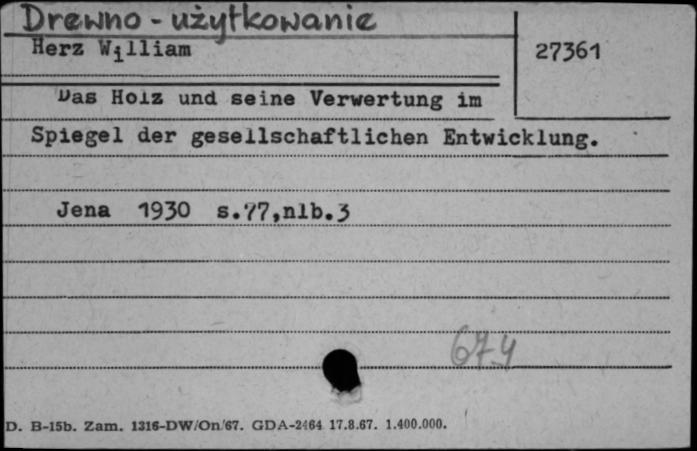 Drewno - użytkowanie
Herz William
27361
Das Holz und seine Verwertung im
Spiegel der gesellschaftlichen Entwicklung.
Jena 1930 s.77,nlb.3
674
D. B-15b. Zam. 1316-DW/On/67. GDA-2464 17.8.67. 1.400.000.